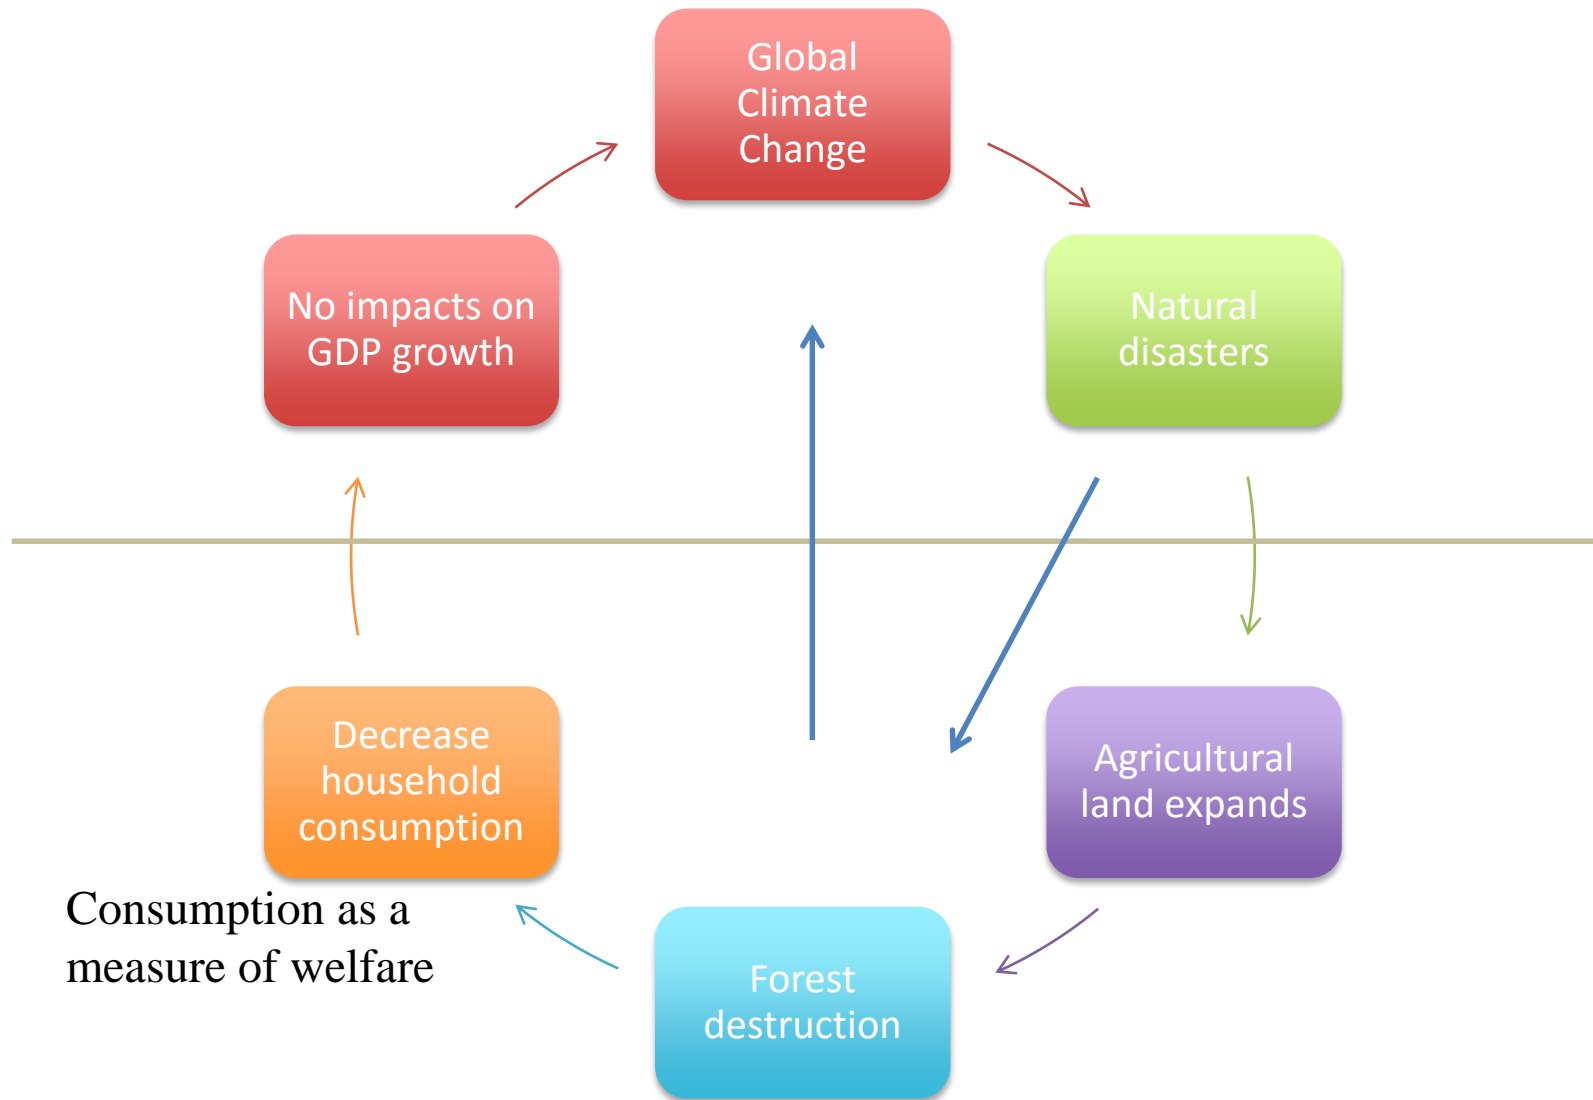 Global
Climate
Change
No impacts on
GDP growth
Natural
disasters
Decrease
household
consumption
Agricultural
land expands
Consumption as a
measure of welfare
Forest
destruction